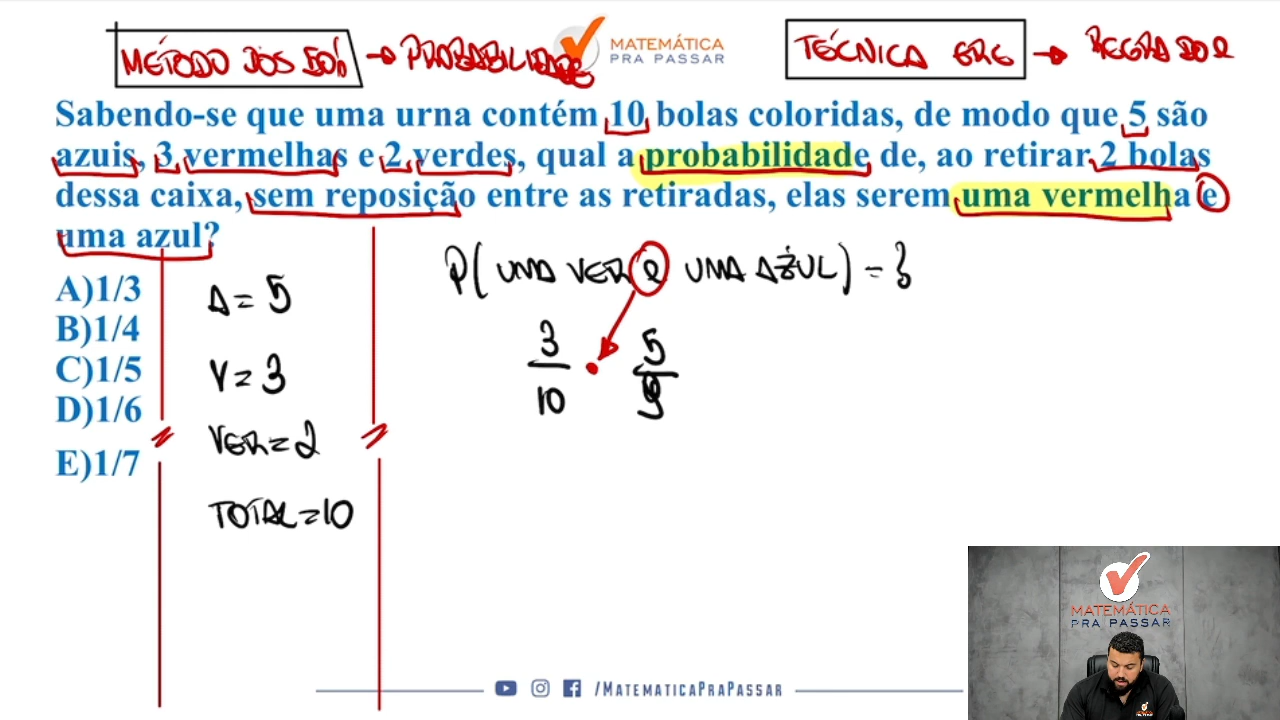 MÉTODO DOS 50% → PROBABILIDADE
MATEMÁTICA
PRA PASSAR
TÉCNICA → REGRA DO E
Sabendo-se que uma urna contém 10 bolas coloridas, de modo que 5 são
azuis, 3 vermelhas e 2 verdes, qual a probabilidade de, ao retirar 2 bolas
dessa caixa, sem reposição entre as retiradas, elas serem uma vermelha e
uma azul?
A)1/3
B)1/4
C)1/5
D)1/6
E)1/7
A = 5
V = 3
VER = 2
TOTAL = 10
P( UMA VER E UMA AZUL ) = ?
3/10 · 5/9
MATEMÁTICA
PRA PASSAR
/MATEMATICAPRAPASSAR